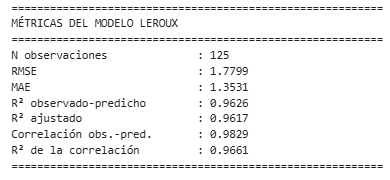 ============================================================
MÉTRICAS DEL MODELO LEROUX
============================================================
N observaciones : 125
RMSE : 1.7799
MAE : 1.3531
R² observado-predicho : 0.9626
R² ajustado : 0.9617
Correlación obs.-pred. : 0.9829
R² de la correlación : 0.9661
============================================================